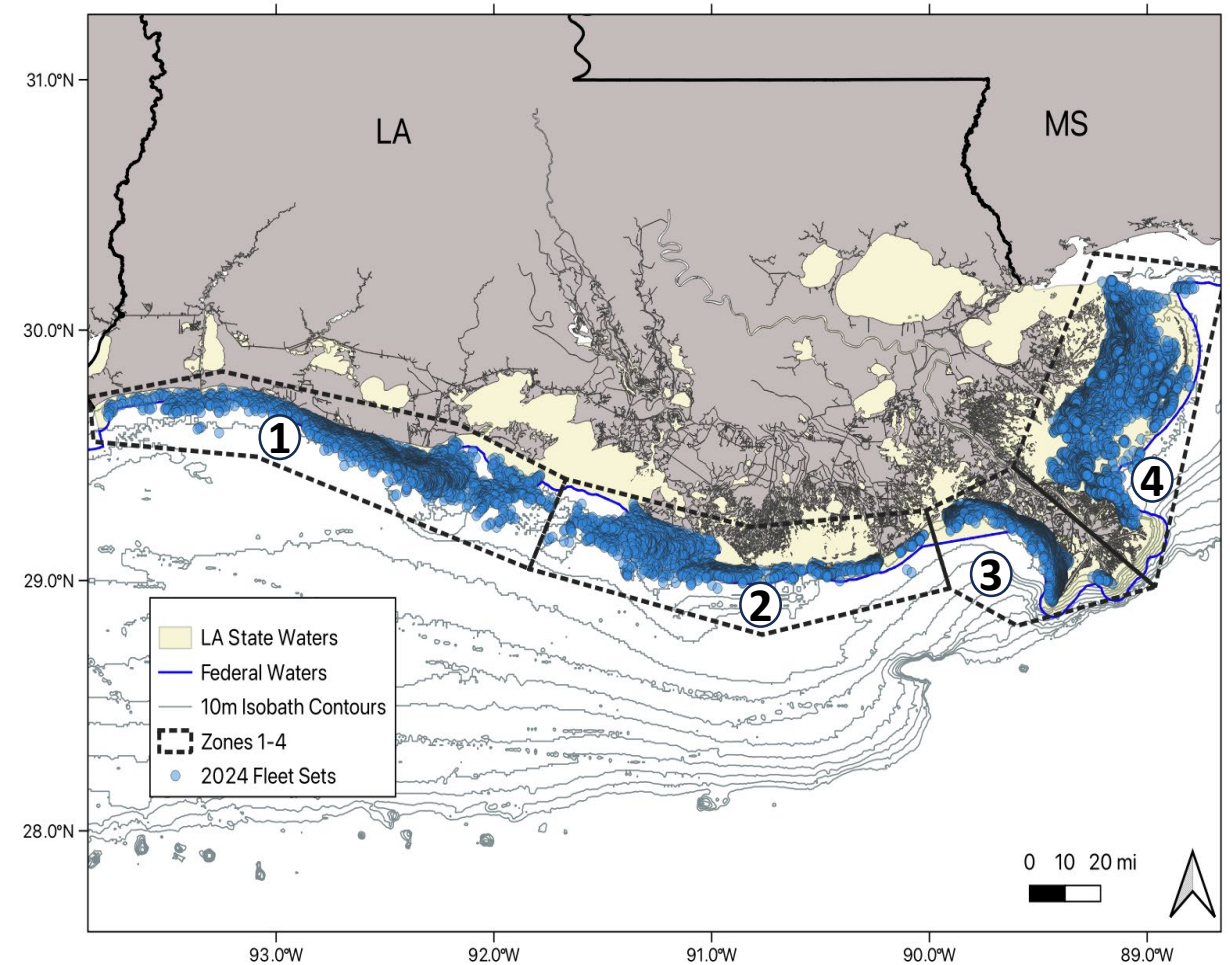 31.0°N
LA
MS
30.0°N
1
4
29.0°N
3
2
LA State Waters
Federal Waters
10m Isobath Contours
Zones 1-4
2024 Fleet Sets
28.0°N
0 10 20 mi
93.0°W 92.0°W 91.0°W 90.0°W 89.0°W